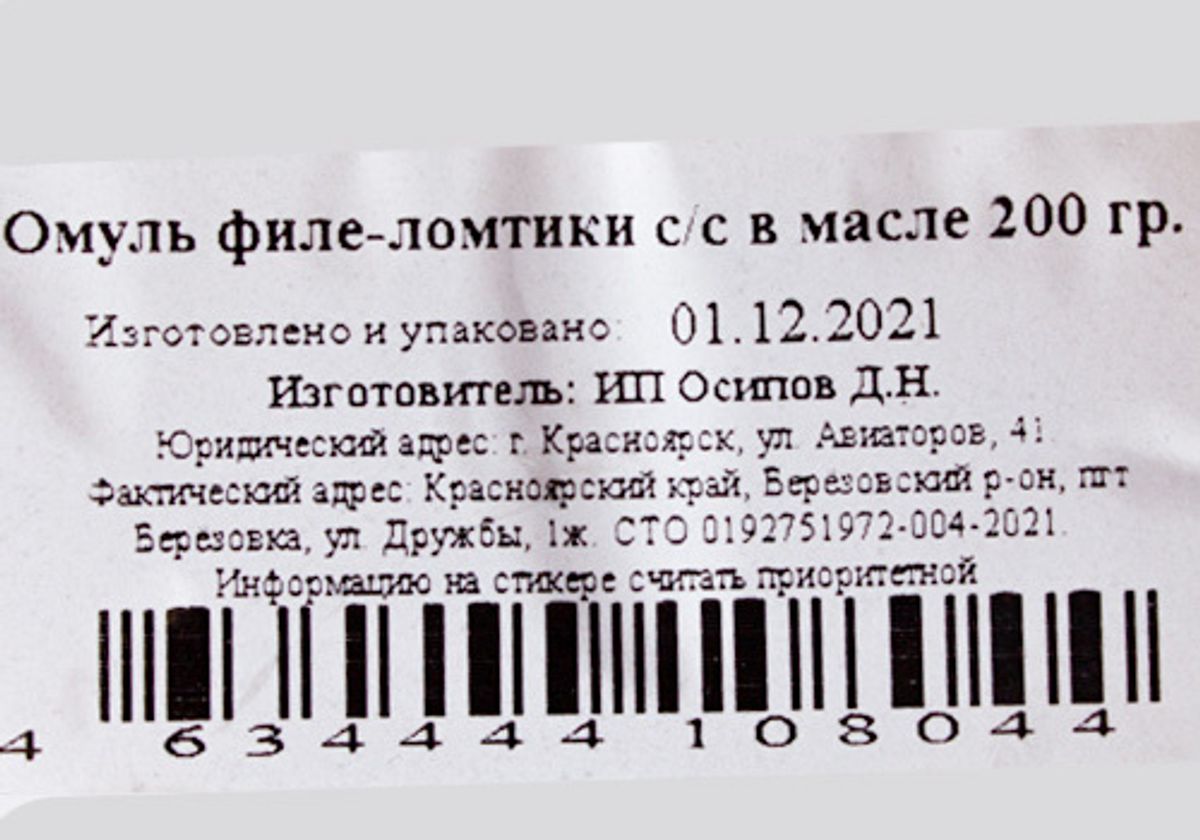 Омуль филе-ломтики с/с в масле 200 гр.
Изготовлено и упаковано: 01.12.2021
Изготовитель: ИП Осипов Д.Н.
Юридический адрес: г. Красноярск, ул. Авиаторов, 41.
Фактический адрес: Красноярский край, Березовский р-он, пгт
Березовка, ул. Дружбы, 1ж. СТО 0192751972-004-2021.
Информацию на стикере считать приоритетной
4 634444 108044